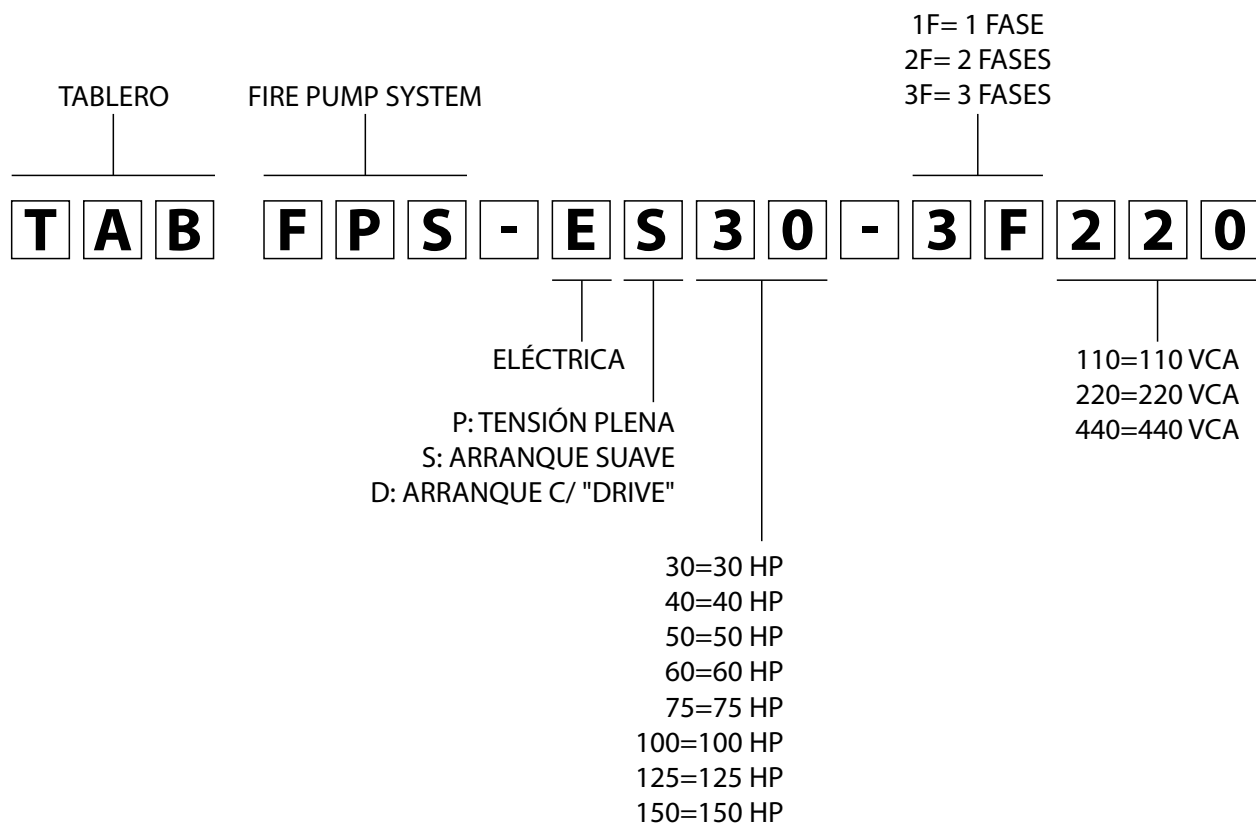 1F= 1 FASE
2F= 2 FASES
3F= 3 FASES
TABLERO FIRE PUMP SYSTEM
TAB FPS-ES30-3F220
ELÉCTRICA
P: TENSIÓN PLENA
S: ARRANQUE SUAVE
D: ARRANQUE C/ "DRIVE"
110=110 VCA
220=220 VCA
440=440 VCA
30=30 HP
40=40 HP
50=50 HP
60=60 HP
75=75 HP
100=100 HP
125=125 HP
150=150 HP